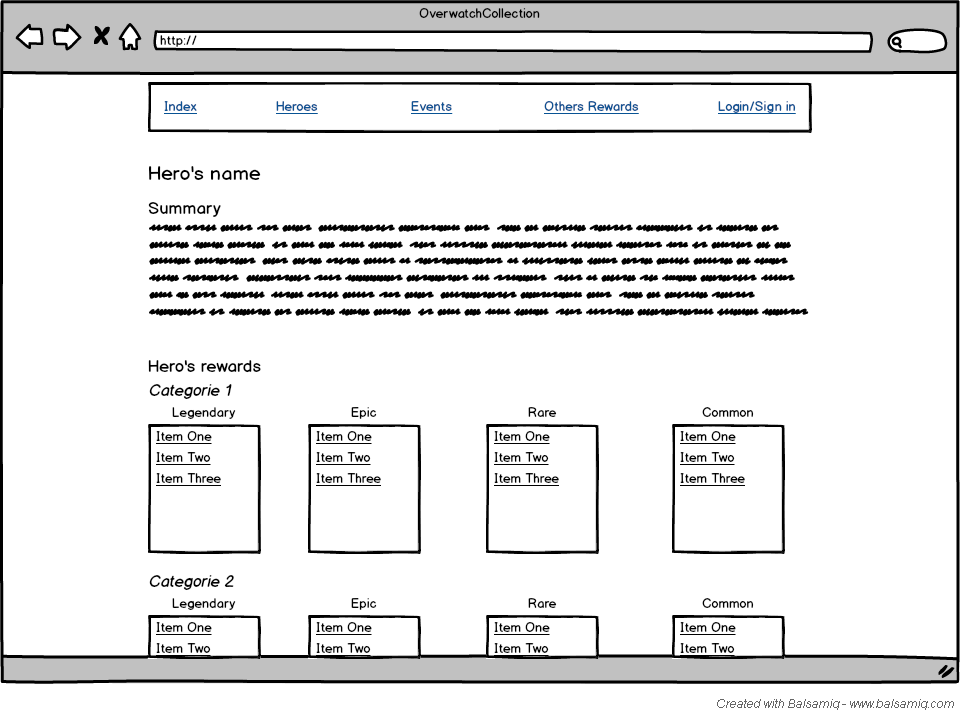 OverwatchCollection
http://
Index Heroes Events Others Rewards Login/Sign in
Hero's name
Summary
Hero's rewards
Categorie 1
Legendary Epic Rare Common
Item One Item One Item One Item One
Item Two Item Two Item Two Item Two
Item Three Item Three Item Three Item Three
Categorie 2
Legendary Epic Rare Common
Item One Item One Item One Item One
Item Two Item Two Item Two Item Two
Created with Balsamiq - www.balsamiq.com